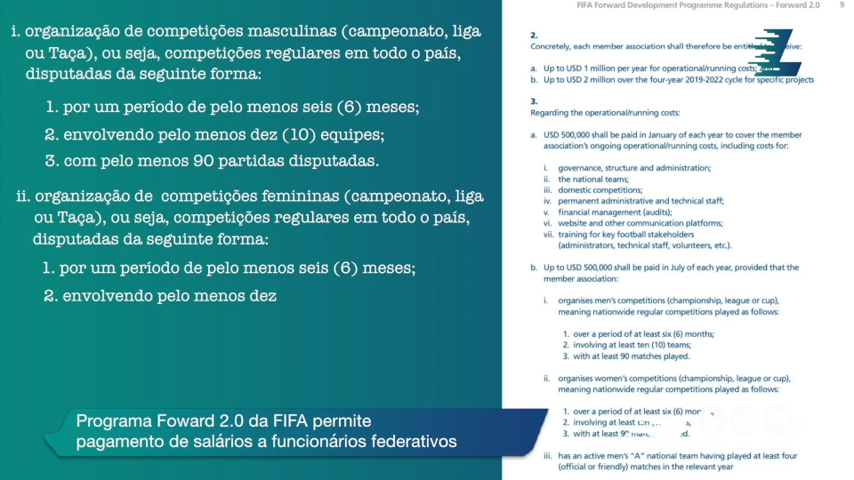 FIFA Forward Development Programme Regulations – Forward 2.0 9
i. organização de competições masculinas (campeonato, liga
ou Taça), ou seja, competições regulares em todo o país,
disputadas da seguinte forma:
1. por um período de pelo menos seis (6) meses;
2. envolvendo pelo menos dez (10) equipes;
3. com pelo menos 90 partidas disputadas.
ii. organização de  competições femininas (campeonato, liga
ou Taça), ou seja, competições regulares em todo o país,
disputadas da seguinte forma:
1. por um período de pelo menos seis (6) meses;
2. envolvendo pelo menos dez
Programa Foward 2.0 da FIFA permite
pagamento de salários a funcionários federativos
2.
Concretely, each member association shall therefore be
a. Up to USD 1 million per year for operational/running costs;
b. Up to USD 2 million over the four-year 2019-2022 cycle for specific projects
3.
Regarding the operational/running costs:
a. USD 500,000 shall be paid in January of each year to cover the member
association's ongoing operational/running costs, including costs for:
i. governance, structure and administration;
ii. the national teams;
iii. domestic competitions;
iv. permanent administrative and technical staff;
v. financial management (audits);
vi. website and other communication platforms;
vii. training for key football stakeholders
(administrators, technical staff, volunteers, etc.).
b. Up to USD 500,000 shall be paid in July of each year, provided that the
member association:
i. organises men's competitions (championship, league or cup),
meaning nationwide regular competitions played as follows:
1. over a period of at least six (6) months;
2. involving at least ten (10) teams;
3. with at least 90 matches played.
ii. organises women's competitions (championship, league or cup),
meaning nationwide regular competitions played as follows:
1. over a period of at least six (6)
2. involving at least
3. with at least
iii. has an active men's "A" national team having played at least four
(official or friendly) matches in the relevant year